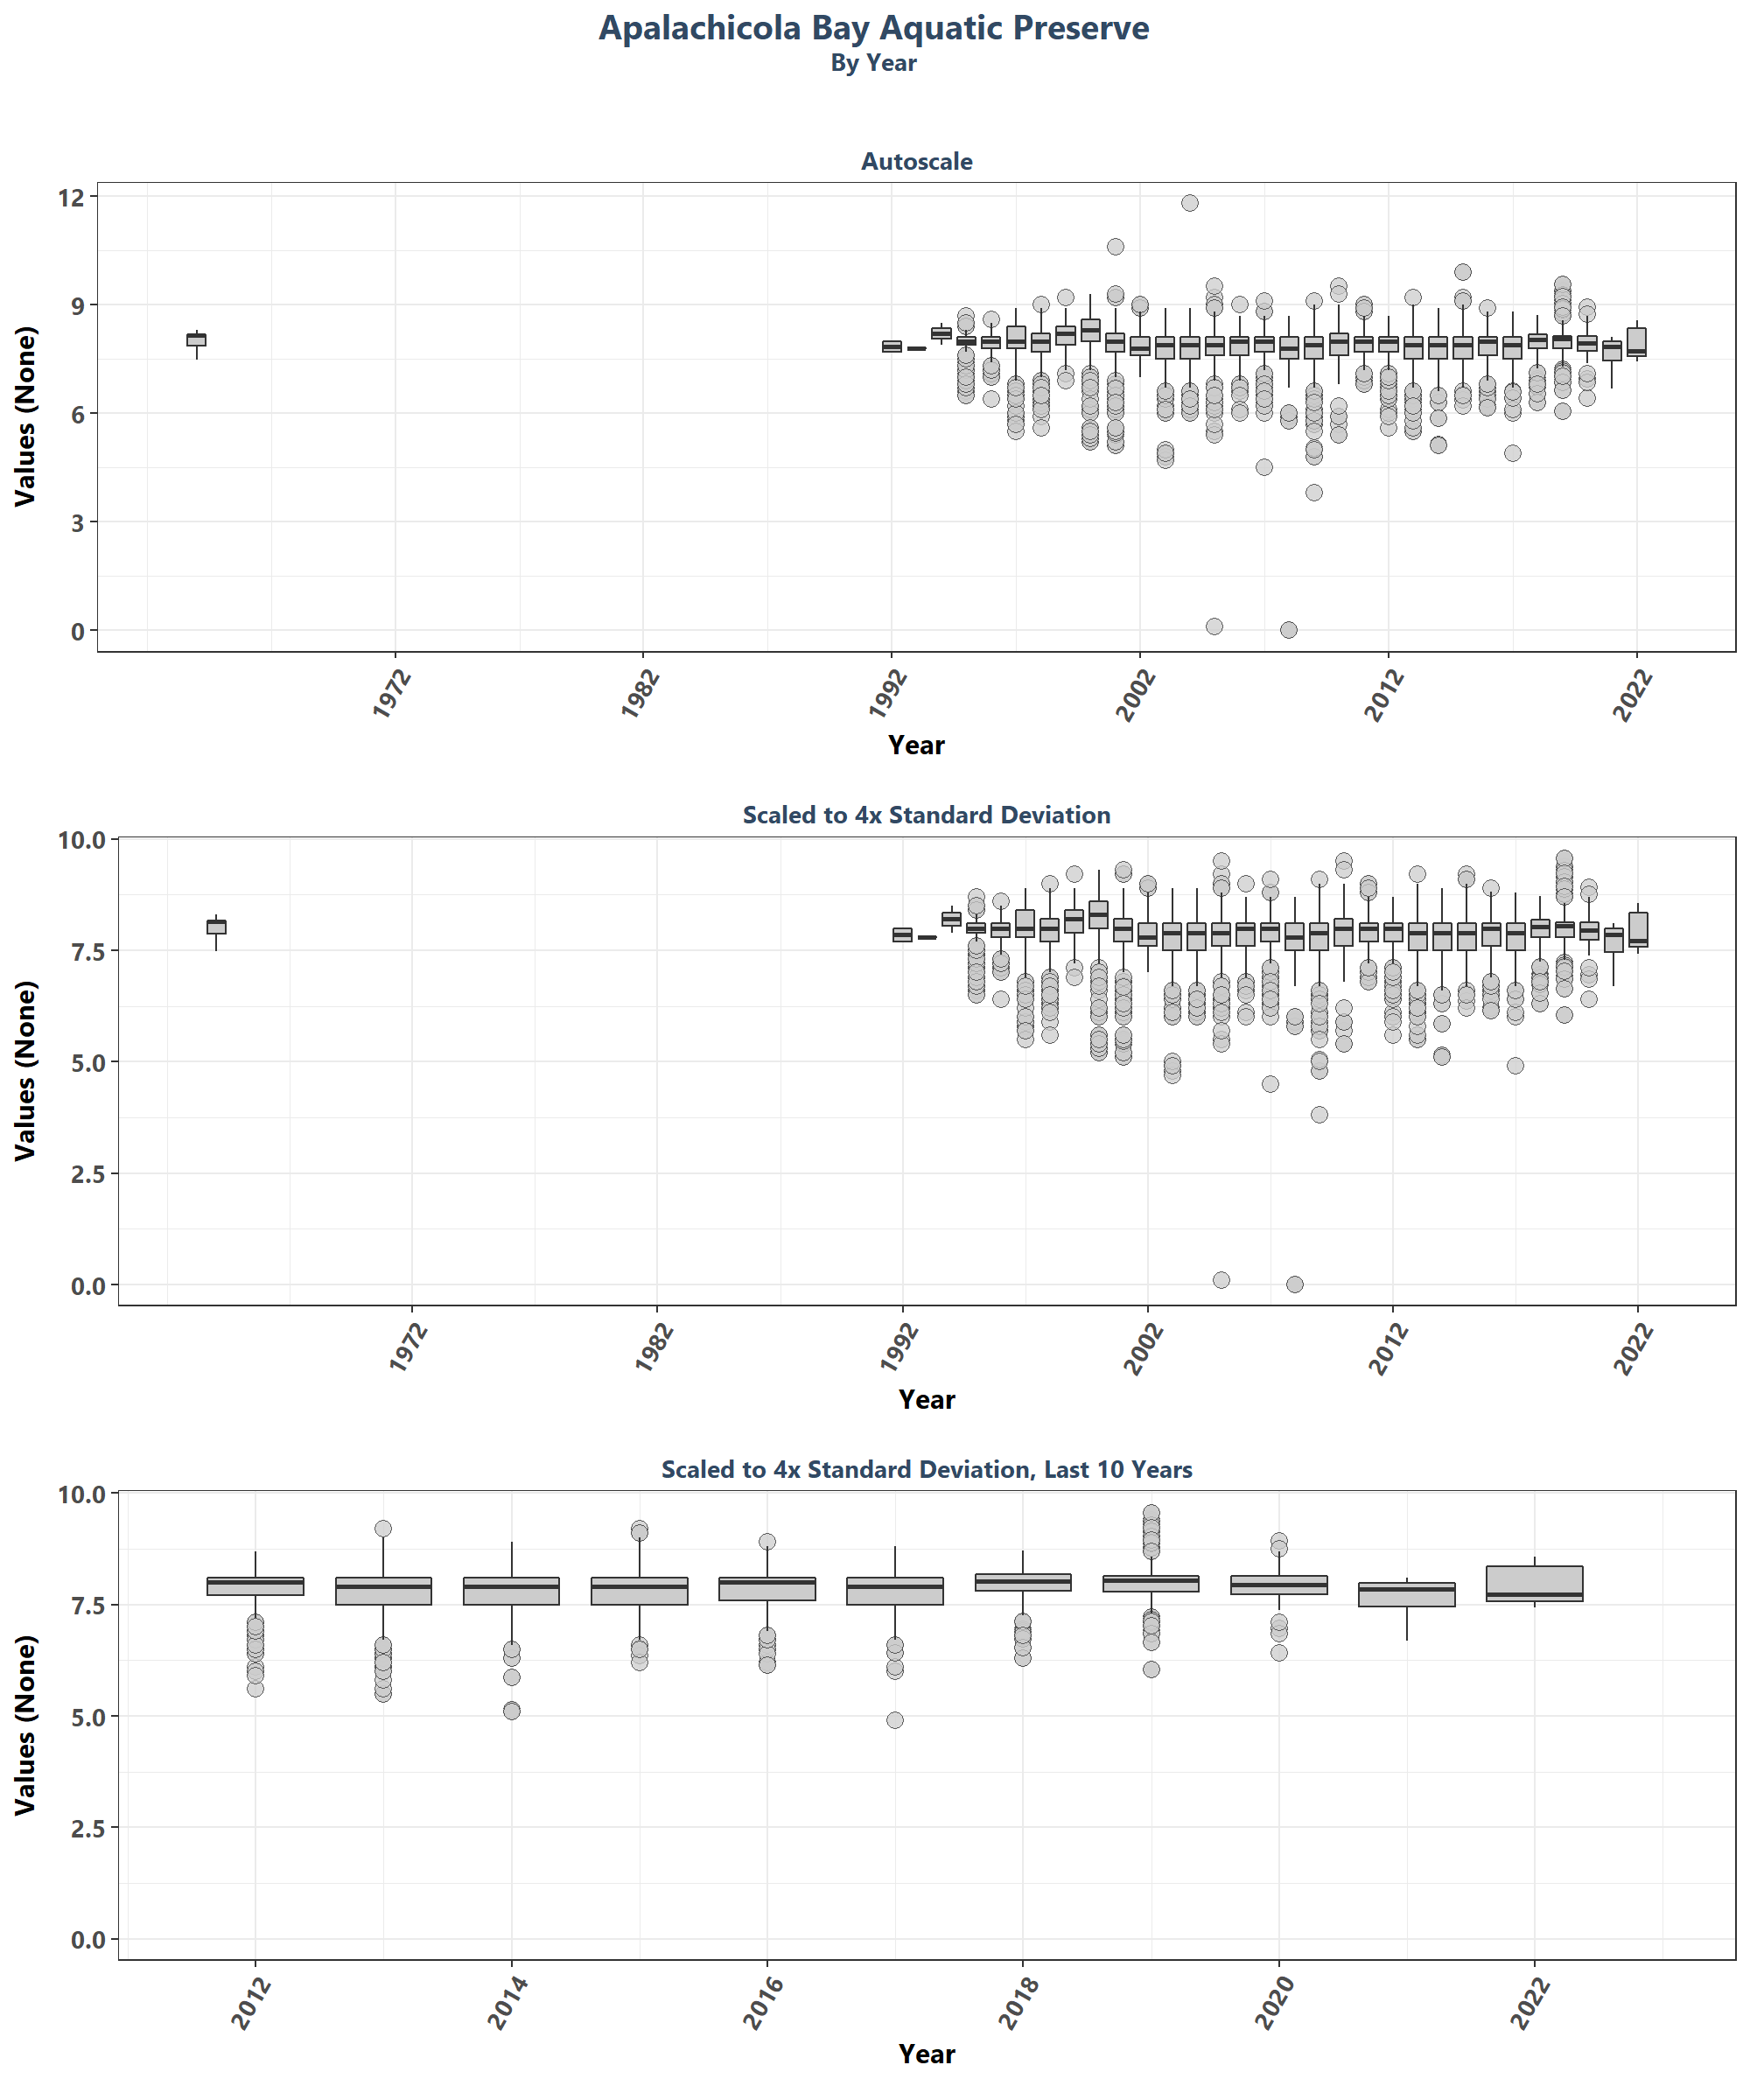 Apalachicola Bay Aquatic Preserve
By Year
Autoscale
Values (None)
12
9
6
3
0
1972 1982 1992 2002 2012 2022
Year
Scaled to 4x Standard Deviation
Values (None)
10.0
7.5
5.0
2.5
0.0
1972 1982 1992 2002 2012 2022
Year
Scaled to 4x Standard Deviation, Last 10 Years
Values (None)
10.0
7.5
5.0
2.5
0.0
2012 2014 2016 2018 2020 2022
Year